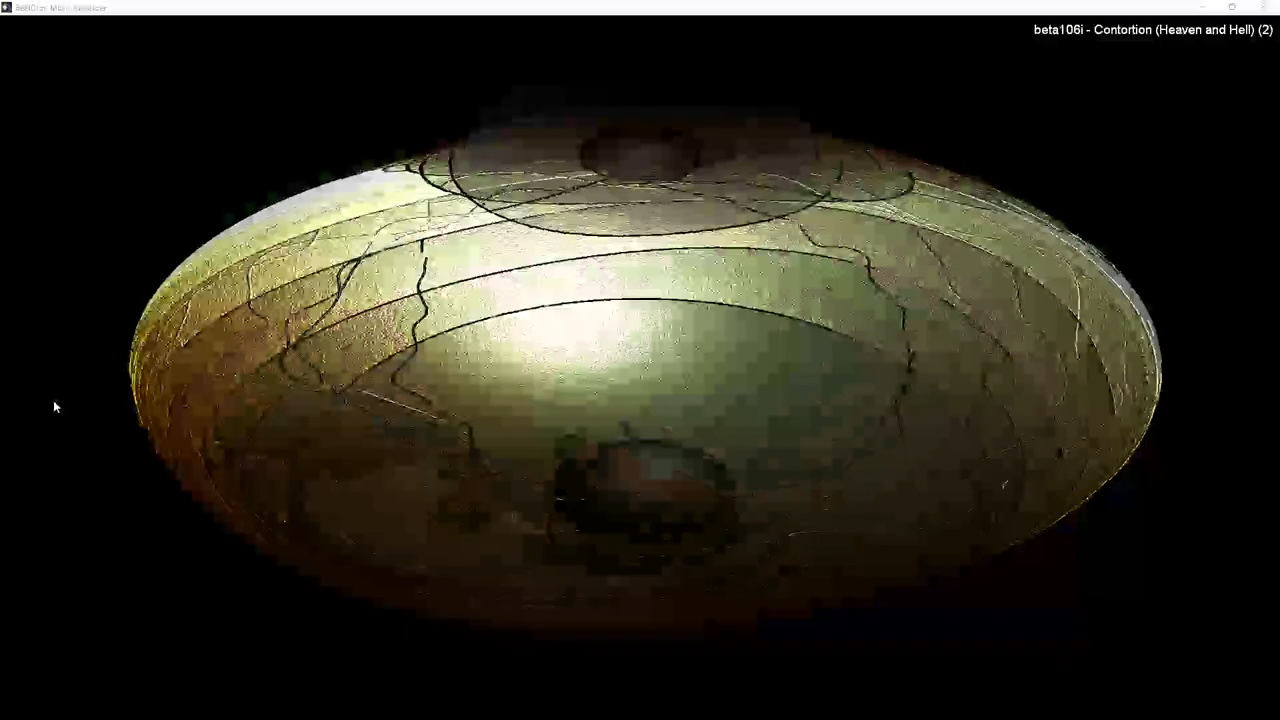 beta106i - Contortion (Heaven and Hell) (2)